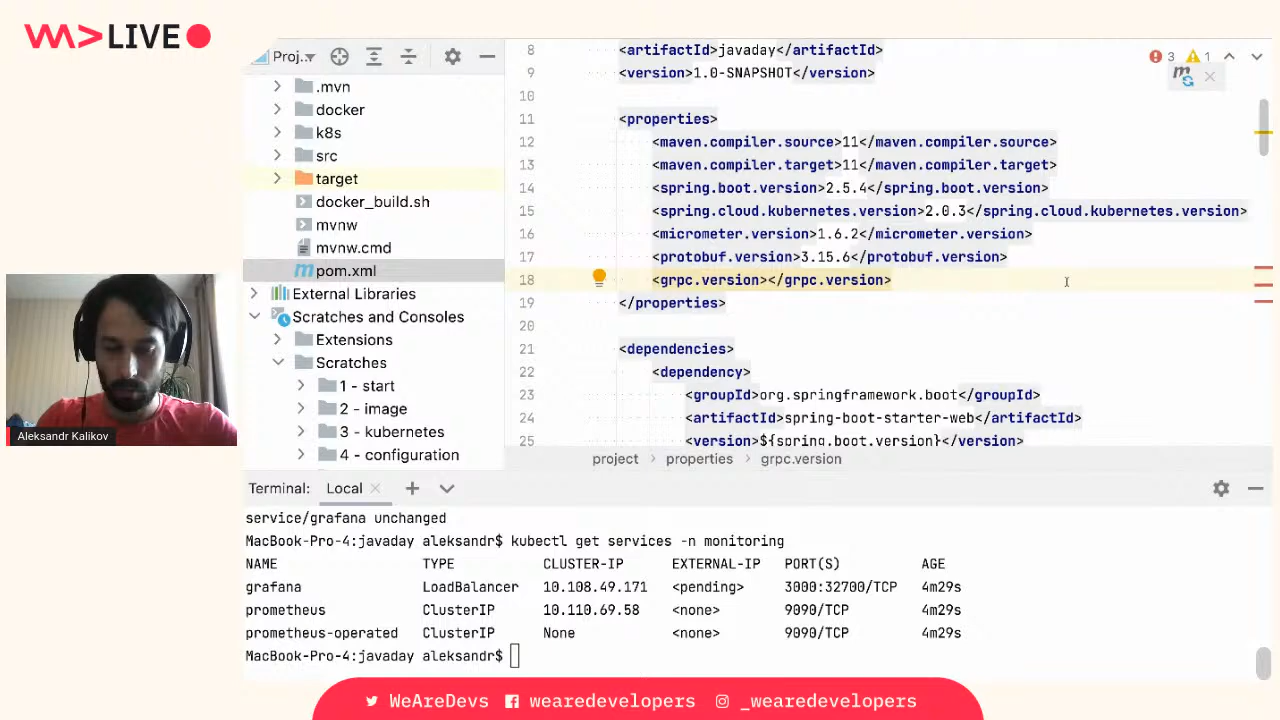 WA>LIVE
Proj..
.mvn
docker
k8s
src
target
docker_build.sh
mvnw
mvnw.cmd
pom.xml
External Libraries
Scratches and Consoles
Extensions
Scratches
1 - start
2 - image
3 - kubernetes
4 - configuration
8 <artifactId>javaday</artifactId>
9 <version>1.0-SNAPSHOT</version>
10
11 <properties>
12 <maven.compiler.source>11</maven.compiler.source>
13 <maven.compiler.target>11</maven.compiler.target>
14 <spring.boot.version>2.5.4</spring.boot.version>
15 <spring.cloud.kubernetes.version>2.0.3</spring.cloud.kubernetes.version>
16 <micrometer.version>1.6.2</micrometer.version>
17 <protobuf.version>3.15.6</protobuf.version>
18 <grpc.version></grpc.version>
19 </properties>
20
21 <dependencies>
22 <dependency>
23 <groupId>org.springframework.boot</groupId>
24 <artifactId>spring-boot-starter-web</artifactId>
25 <version>${spring.boot.version}</version>
3 1
project > properties > grpc.version
Aleksandr Kalikov
Terminal: Local
service/grafana unchanged
MacBook-Pro-4:javaday aleksandr$ kubectl get services -n monitoring
NAME TYPE CLUSTER-IP EXTERNAL-IP PORT(S) AGE
grafana LoadBalancer 10.108.49.171 <pending> 3000:32700/TCP 4m29s
prometheus ClusterIP 10.110.69.58 <none> 9090/TCP 4m29s
prometheus-operated ClusterIP None <none> 9090/TCP 4m29s
MacBook-Pro-4:javaday aleksandr$
WeAreDevs wearedevelopers _wearedevelopers